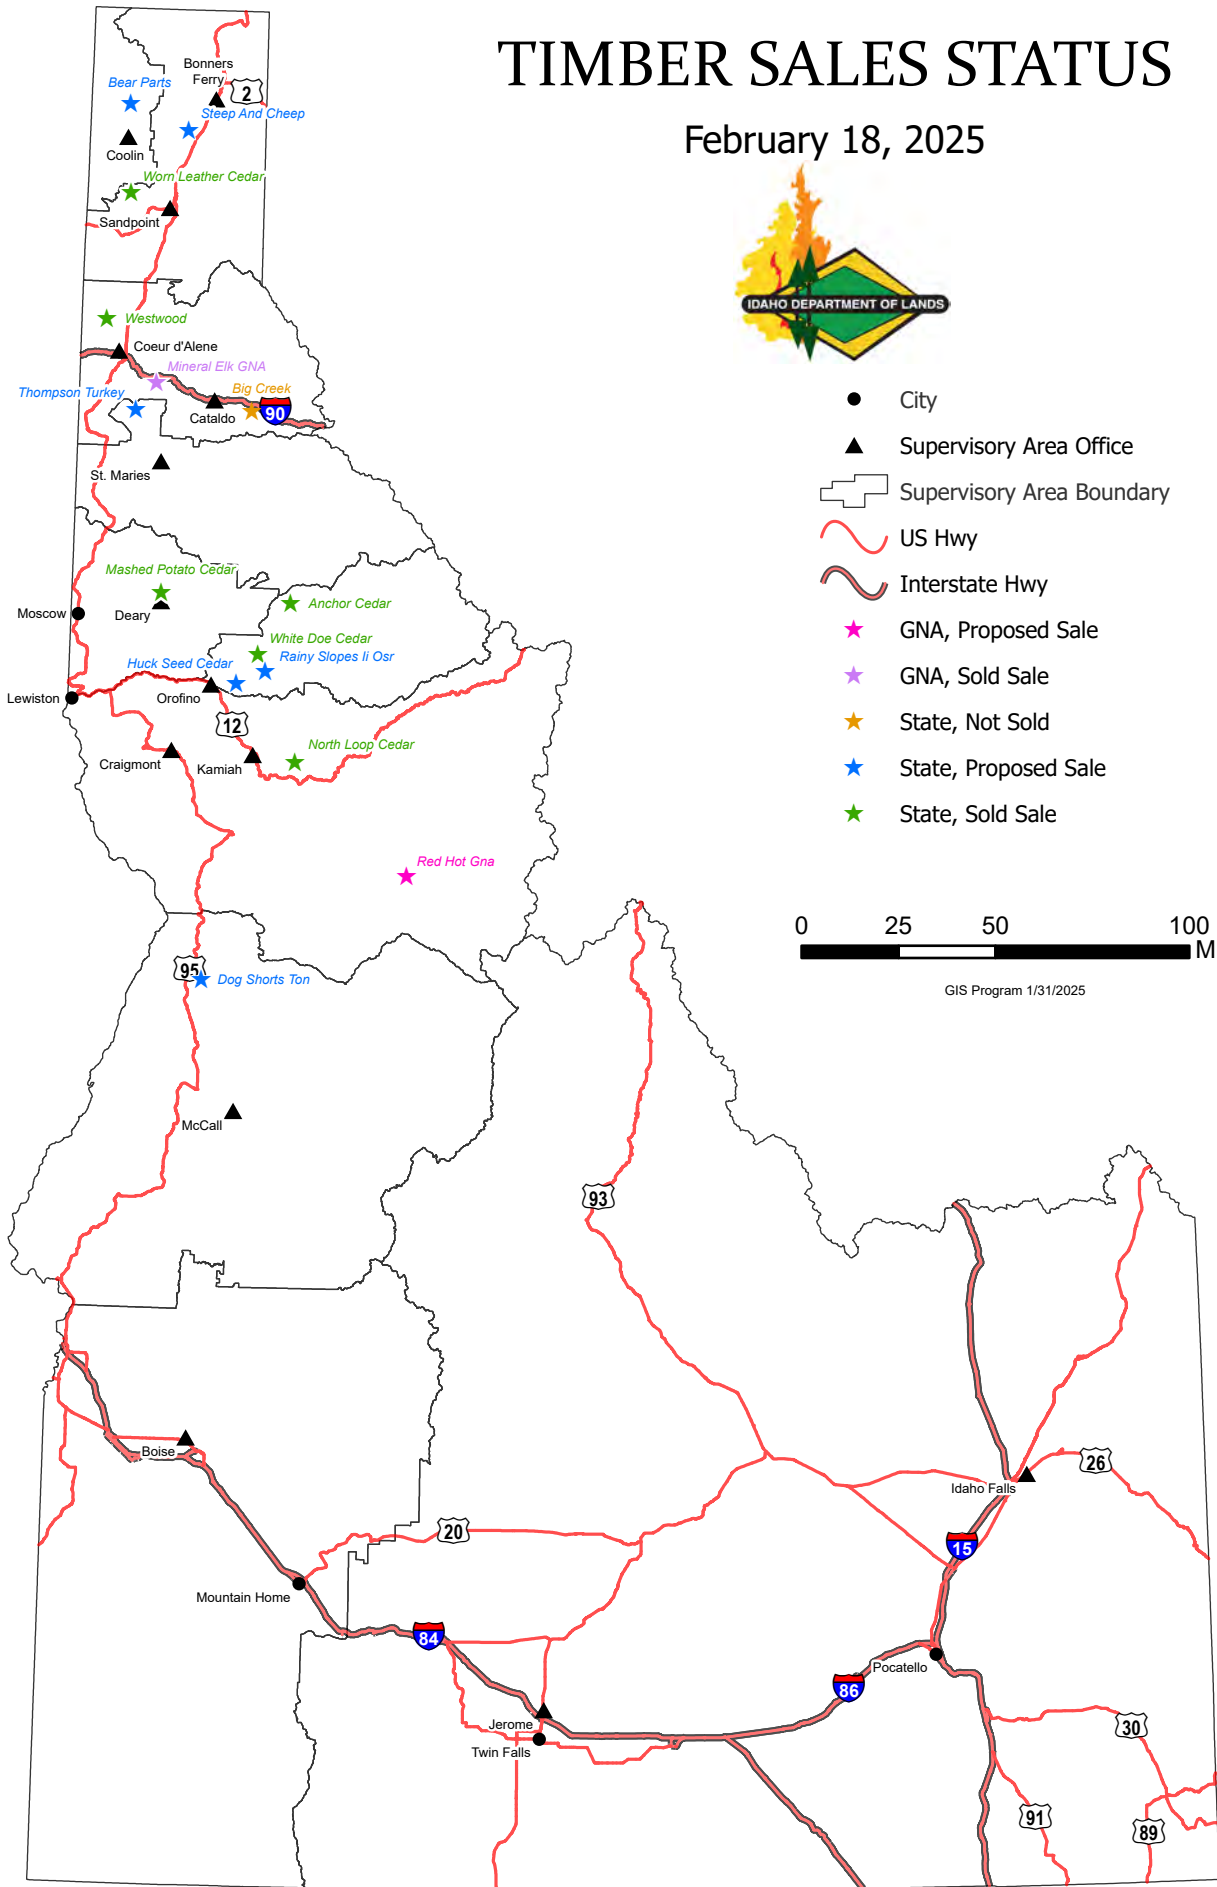 TIMBER SALES STATUS
February 18, 2025
IDAHO DEPARTMENT OF LANDS
City
Supervisory Area Office
Supervisory Area Boundary
US Hwy
Interstate Hwy
GNA, Proposed Sale
GNA, Sold Sale
State, Not Sold
State, Proposed Sale
State, Sold Sale
0 25 50 100
M
GIS Program 1/31/2025
Bonners
Ferry
2
Bear Parts
Steep And Cheep
Coolin
Worn Leather Cedar
Sandpoint
Westwood
Coeur d'Alene
Mineral Elk GNA
Thompson Turkey
Big Creek
90
Cataldo
St. Maries
Mashed Potato Cedar
Anchor Cedar
Moscow
Deary
White Doe Cedar
Rainy Slopes Ii Osr
Huck Seed Cedar
Lewiston
Orofino
12
North Loop Cedar
Craigmont
Kamiah
Red Hot Gna
95
Dog Shorts Ton
McCall
93
Boise
26
Idaho Falls
20
15
Mountain Home
84
Pocatello
86
Jerome
Twin Falls
30
91
89